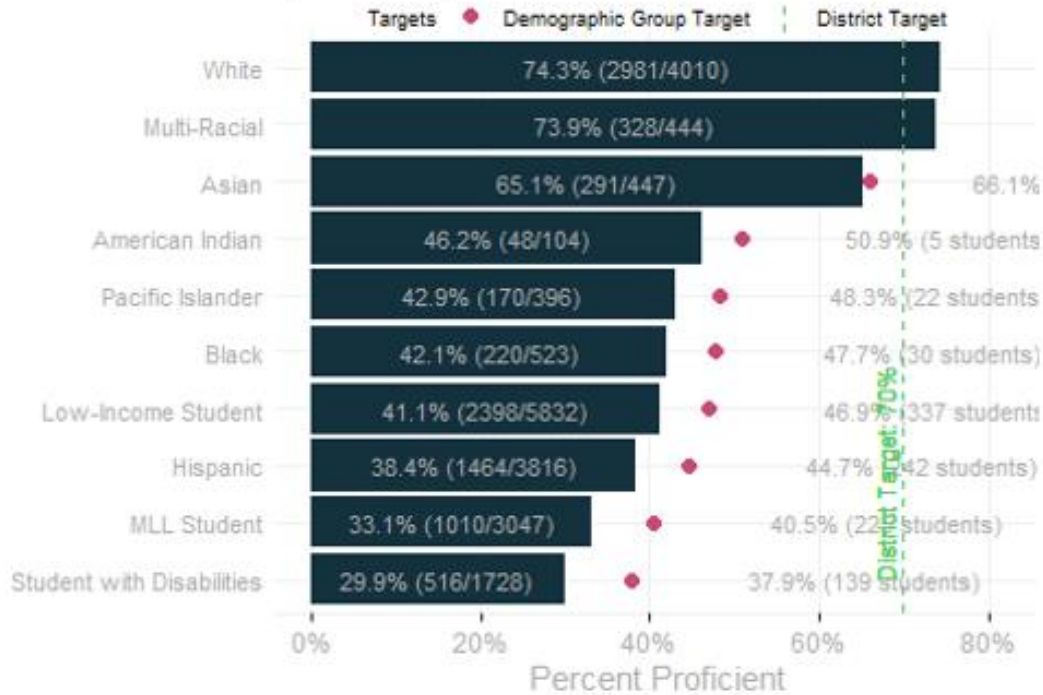 Targets Demographic Group Target District Target
White 74.3% (2981/4010)
Multi-Racial 73.9% (328/444)
Asian 65.1% (291/447) 66.1%
American Indian 46.2% (48/104) 50.9% (5 students
Pacific Islander 42.9% (170/396) 48.3% (22 students
Black 42.1% (220/523) 47.7% (30 students)
Low-Income Student 41.1% (2398/5832) 46.9% (337 students
Hispanic 38.4% (1464/3816) 44.7% students)
MLL Student 33.1% (1010/3047) 40.5% students)
Student with Disabilities 29.9% (516/1728) 37.9% (139 students)
District Target: 70%
0% 20% 40% 60% 80%
Percent Proficient